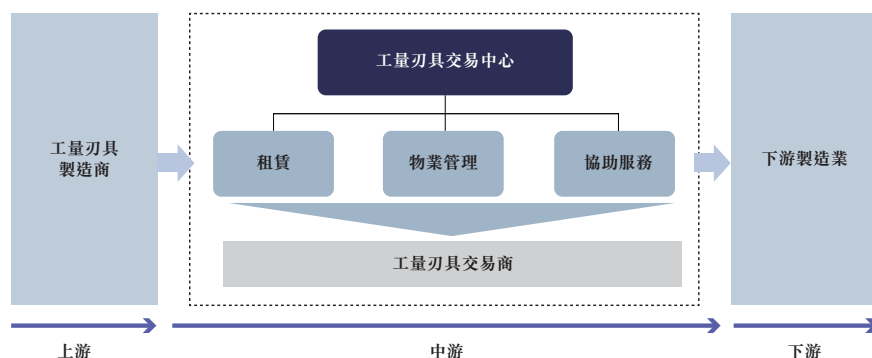 工量刃具交易中心
工量刃具
製造商
租賃
物業管理
協助服務
下游製造業
工量刃具交易商
上游
中游
下游